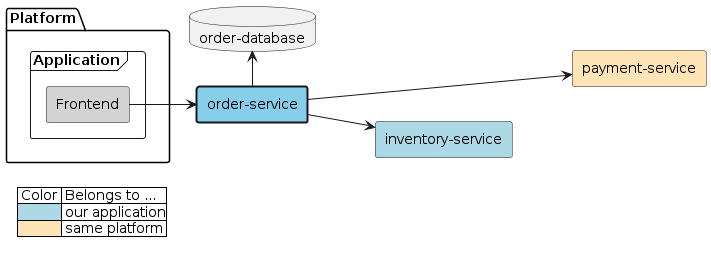 Platform
Application
Frontend
order-database
order-service
payment-service
inventory-service
Color Belongs to ...
our application
same platform